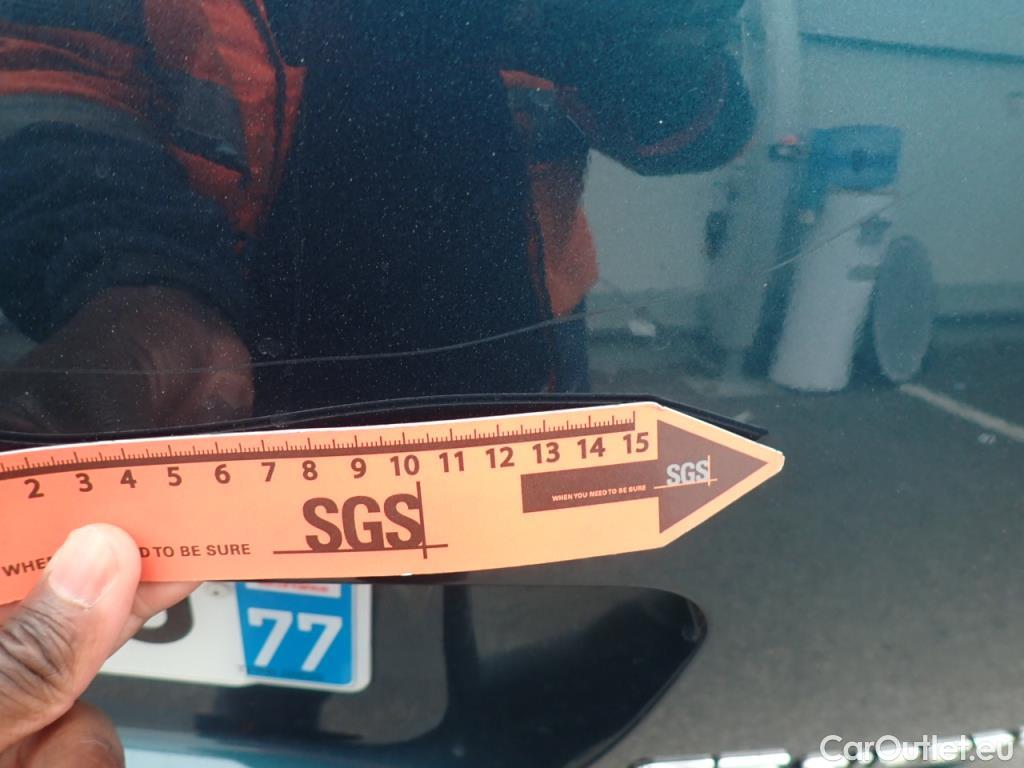 2 3 4 5 6 7 8 9 10 11 12 13 14 15
SGS
WHEN YOU NEED TO BE SURE
SGS
WHE D TO BE SURE
77
CarOutlet.eu